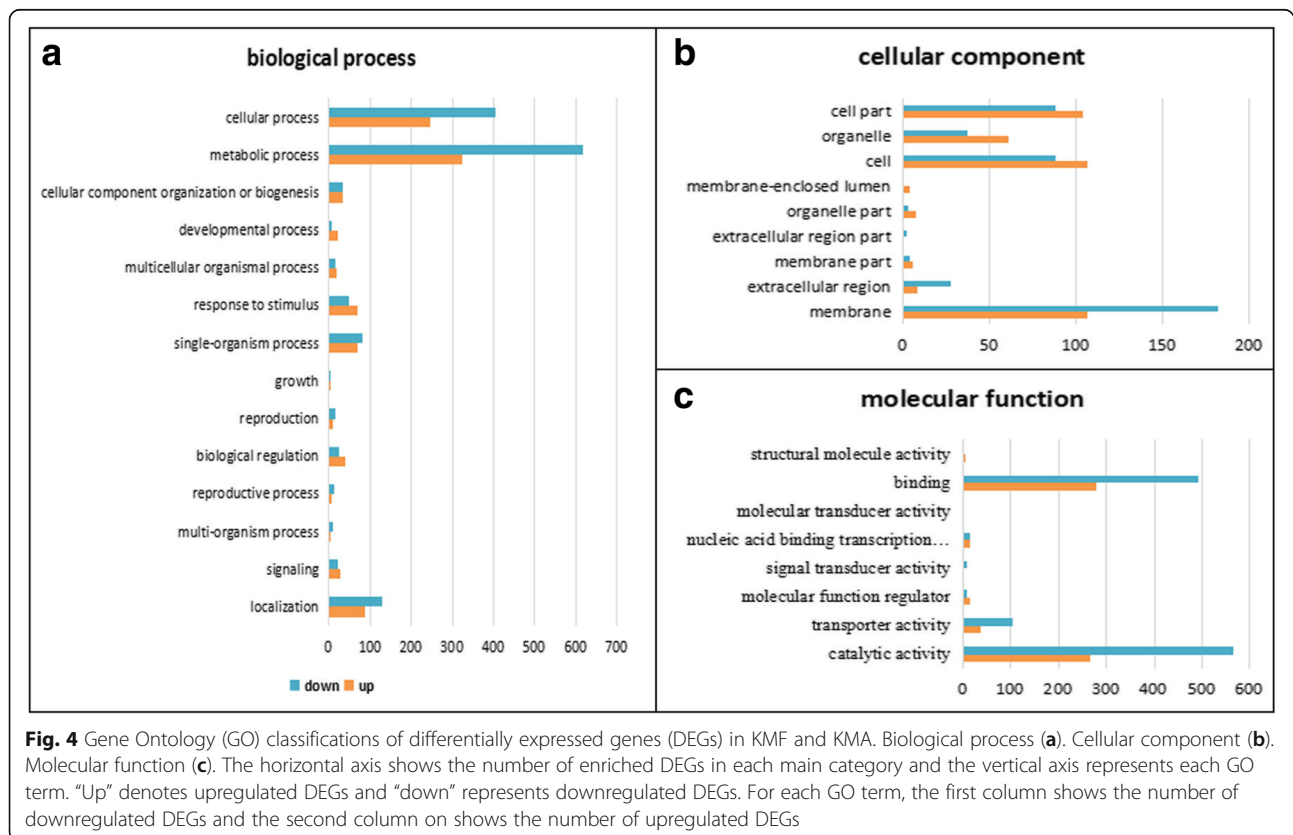 a
biological process
cellular process
metabolic process
cellular component organization or biogenesis
developmental process
multicellular organismal process
response to stimulus
single-organism process
growth
reproduction
biological regulation
reproductive process
multi-organism process
signaling
localization
0 100 200 300 400 500 600 700
down up
b
cellular component
cell part
organelle
cell
membrane-enclosed lumen
organelle part
extracellular region part
membrane part
extracellular region
membrane
0 50 100 150 200
c
molecular function
structural molecule activity
binding
molecular transducer activity
nucleic acid binding transcription...
signal transducer activity
molecular function regulator
transporter activity
catalytic activity
0 100 200 300 400 500 600
Fig. 4 Gene Ontology (GO) classifications of differentially expressed genes (DEGs) in KMF and KMA. Biological process (a). Cellular component (b).
Molecular function (c). The horizontal axis shows the number of enriched DEGs in each main category and the vertical axis represents each GO
term. “Up” denotes upregulated DEGs and “down” represents downregulated DEGs. For each GO term, the first column shows the number of
downregulated DEGs and the second column on shows the number of upregulated DEGs